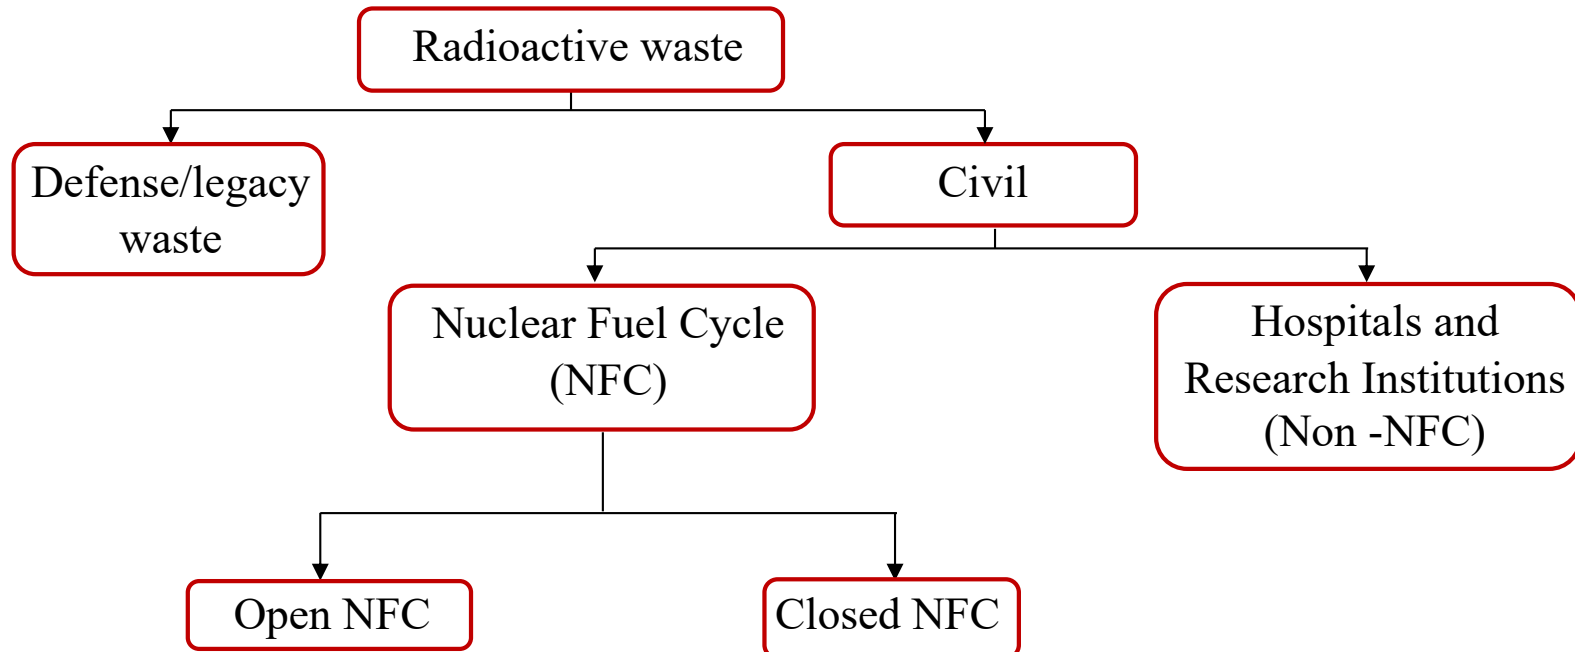 Radioactive waste
Defense/legacy
waste
Civil
Nuclear Fuel Cycle
(NFC)
Hospitals and
Research Institutions
(Non -NFC)
Open NFC
Closed NFC